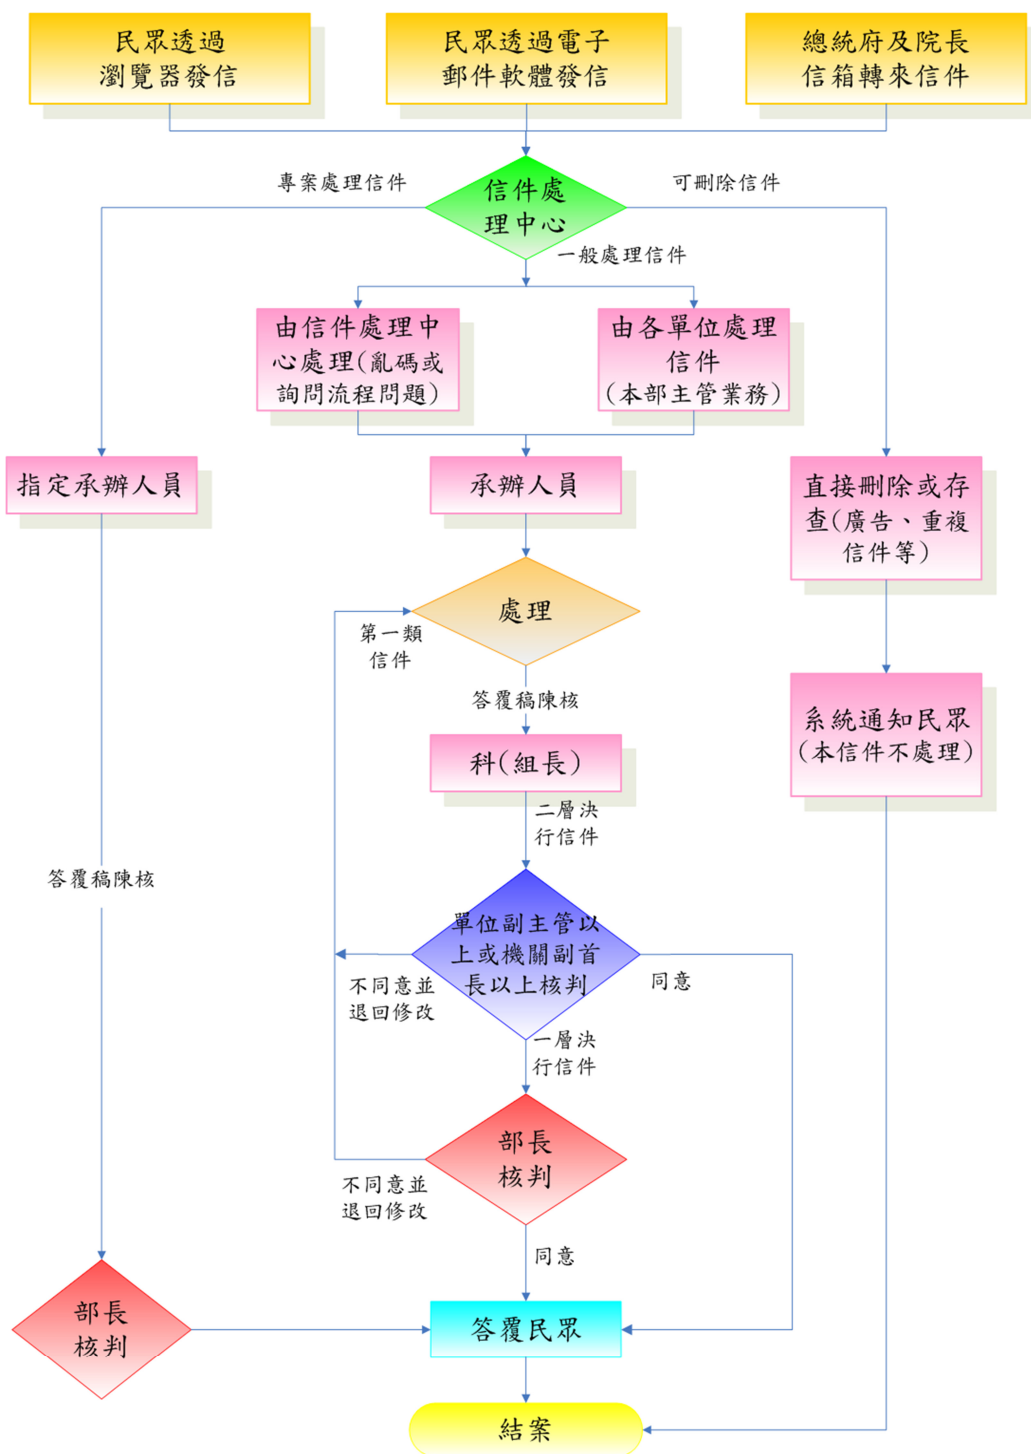 民眾透過
瀏覽器發信
民眾透過電子
郵件軟體發信
總統府及院長
信箱轉來信件
專案處理信件
信件處
理中心
可刪除信件
一般處理信件
由信件處理中
心處理(亂碼或
詢問流程問題)
由各單位處理
信件
(本部主管業務)
指定承辦人員
承辦人員
直接刪除或存
查(廣告、重複
信件等)
處理
第一類
信件
答覆稿陳核
科(組長)
系統通知民眾
(本信件不處理)
二層決
行信件
答覆稿陳核
單位副主管以
上或機關副首
長以上核判
不同意並
退回修改
同意
一層決
行信件
部長
核判
不同意並
退回修改
同意
部長
核判
答覆民眾
結案